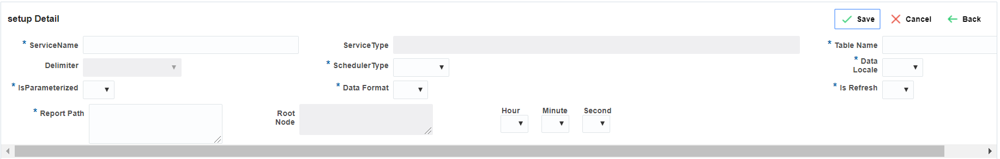 setup Detail
Save Cancel Back
* ServiceName ServiceType * Table Name
Delimiter * SchedulerType * Data
Locale
* IsParameterized * Data Format * Is Refresh
* Report Path Root
Node Hour Minute Second